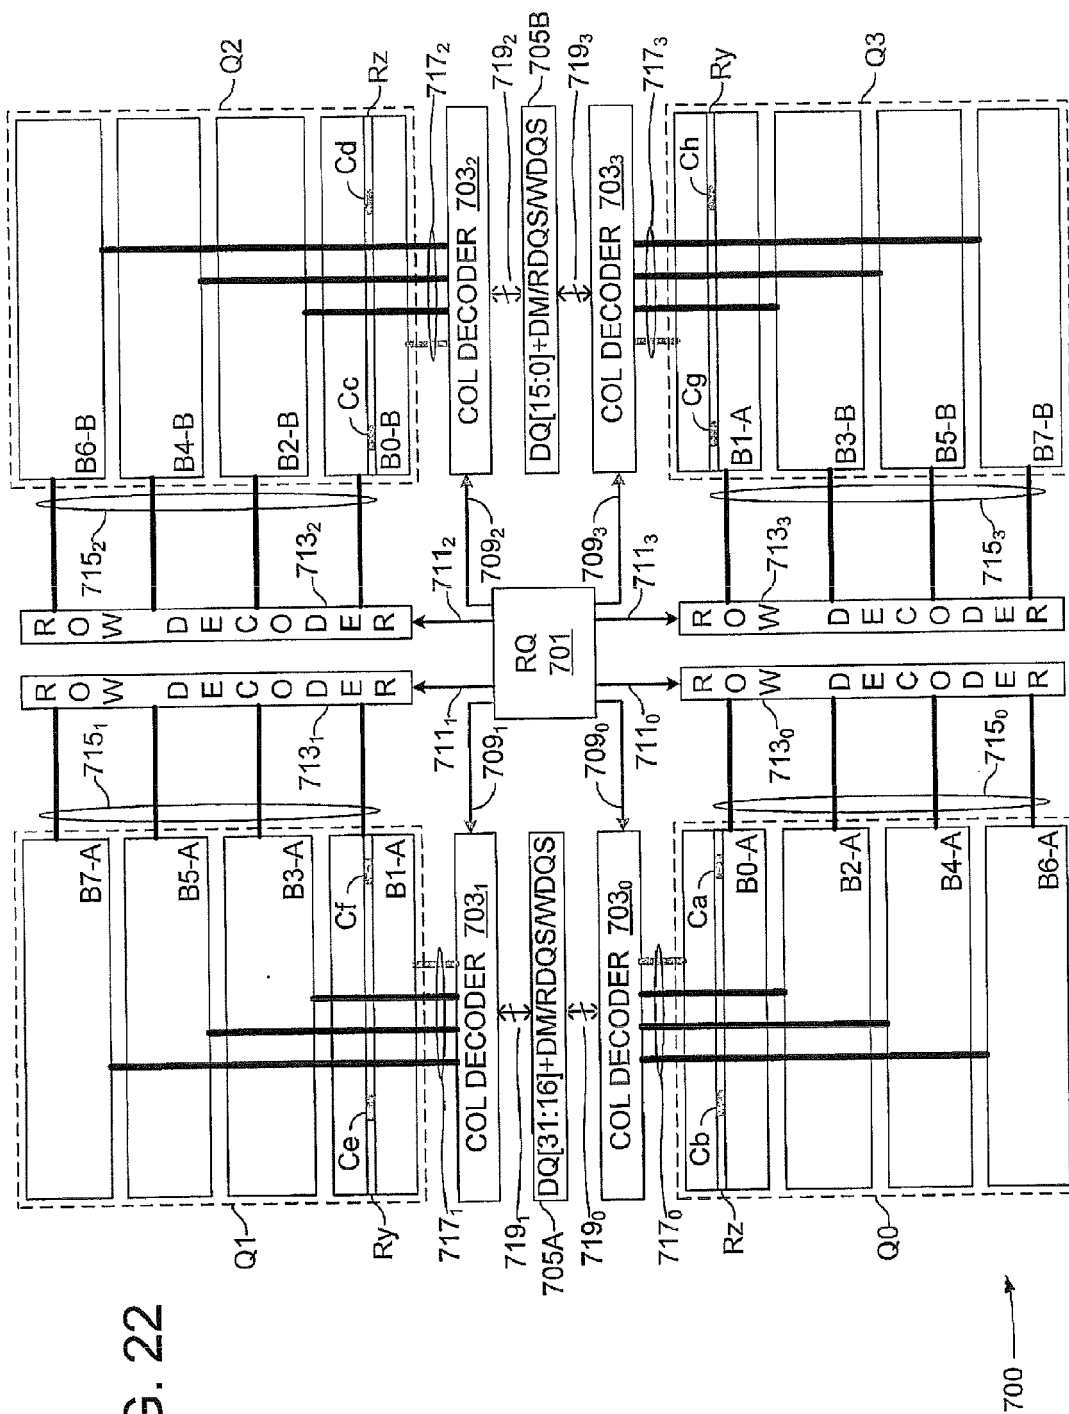 G. 22
700
Q1
Q2
B7-A
B5-A
B3-A
B1-A
Ce
Cf
Ry
715₁
ROW DECODER
713₁
711₁
709₁
717₁
COL DECODER 703₁
719₁
705A
DQ[31:16]+DM/RDQS/WDQS
719₀
COL DECODER 703₀
717₀
709₀
711₀
Rz
Cb
Ca
B0-A
B2-A
B4-A
B6-A
Q0
715₀
ROW DECODER
713₀
RQ
701
B6-B
B4-B
B2-B
B0-B
Cc
Cd
Rz
715₂
ROW DECODER
713₂
711₂
709₂
717₂
COL DECODER 703₂
719₂
DQ[15:0]+DM/RDQS/WDQS
705B
719₃
COL DECODER 703₃
709₃
711₃
Ry
Cg
Ch
B1-A
B3-B
B5-B
B7-B
Q3
715₃
ROW DECODER
713₃
717₃